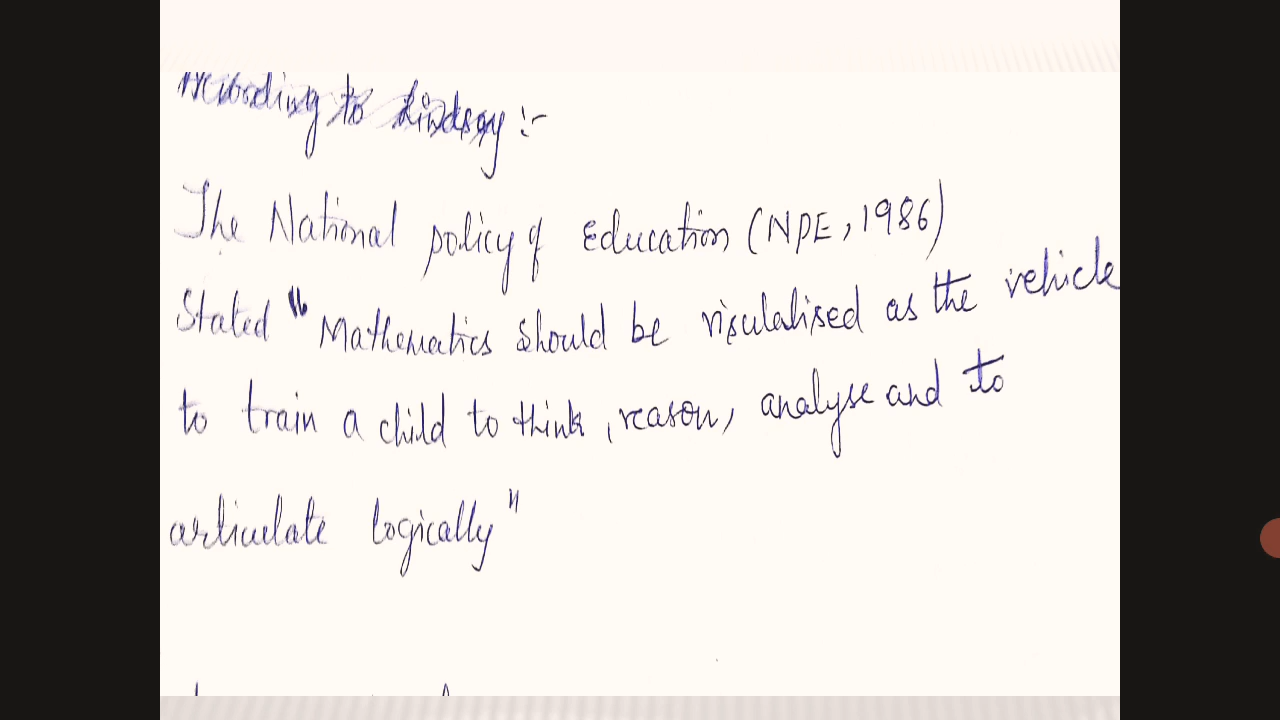 According to Lindsay :-
The National policy of Education (NPE, 1986)
Stated "Mathematics should be visulalised as the vehicle
to train a child to think, reason, analyse and to
articulate logically"